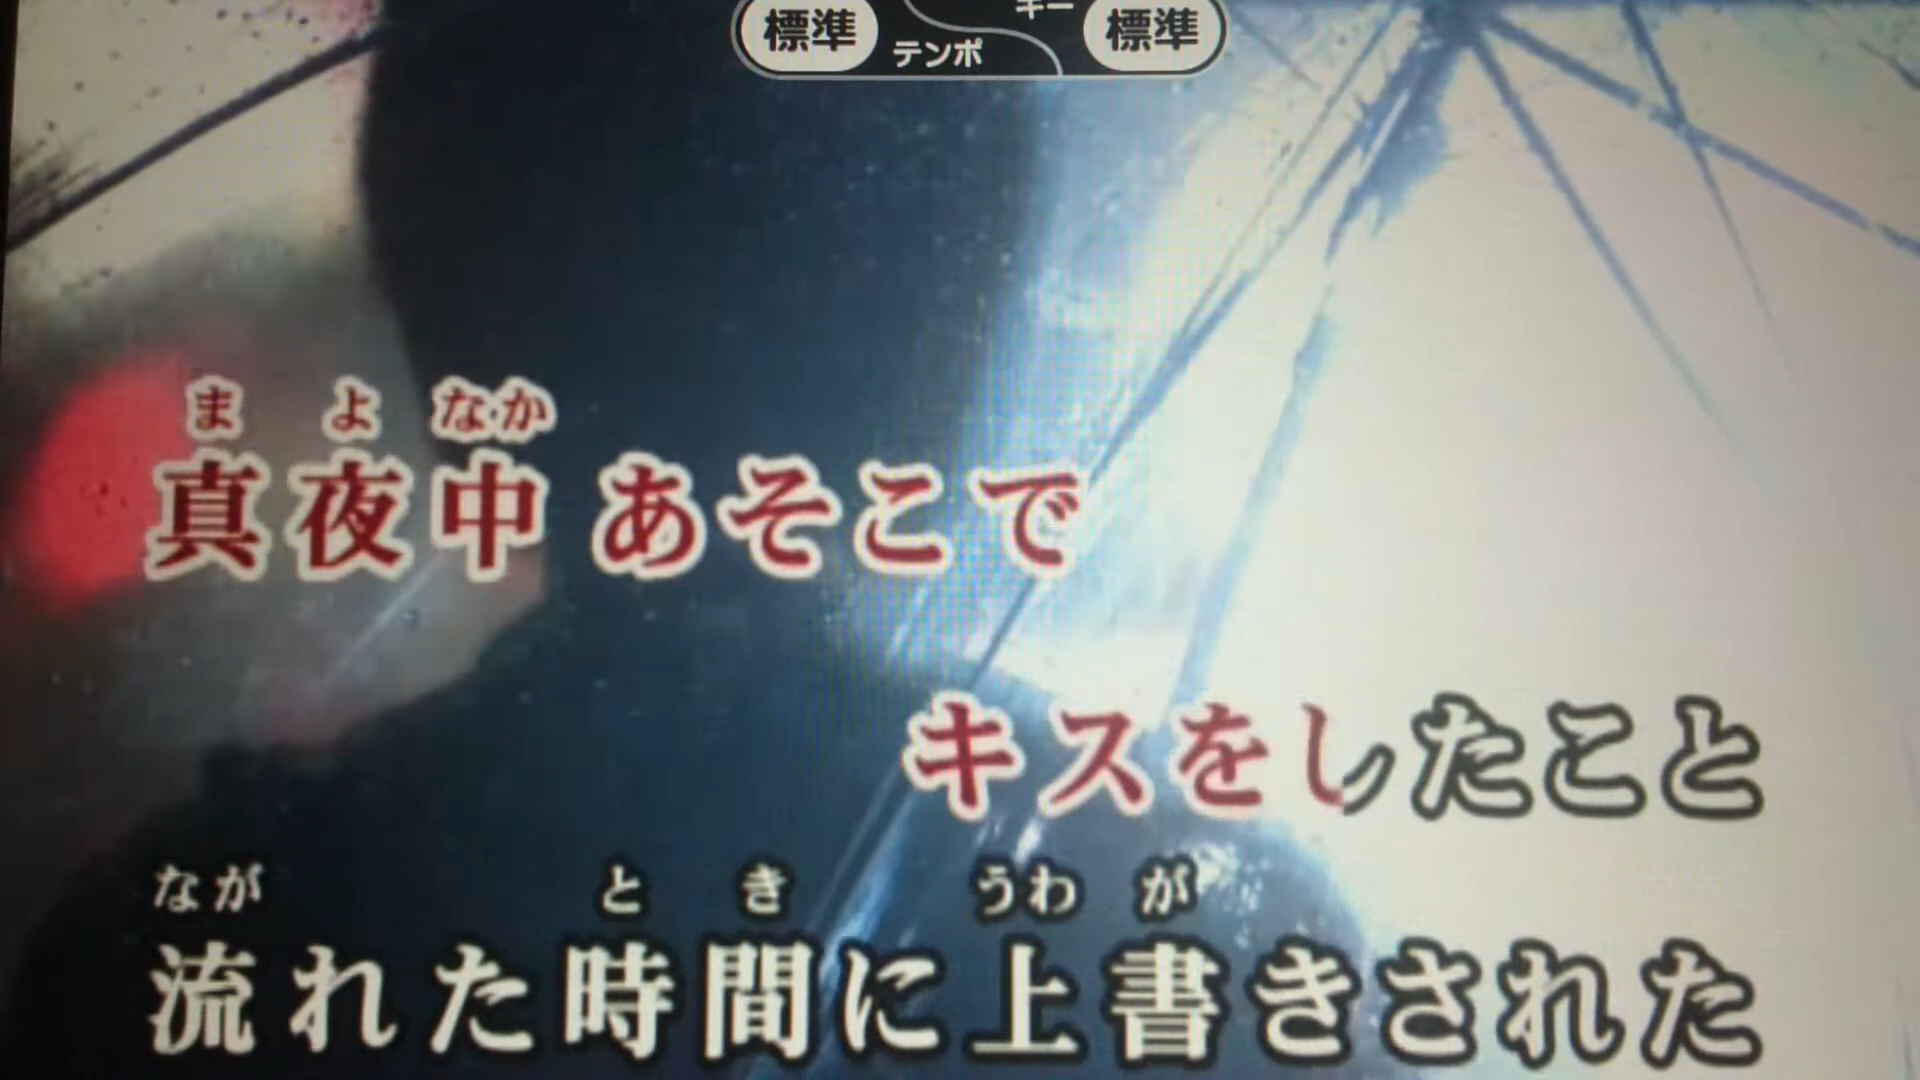 キー
標準 テンポ 標準
ま よ なか
真夜中 あそこで
キスをしたこと
なが と き うわ が
流れた時間に上書きされた